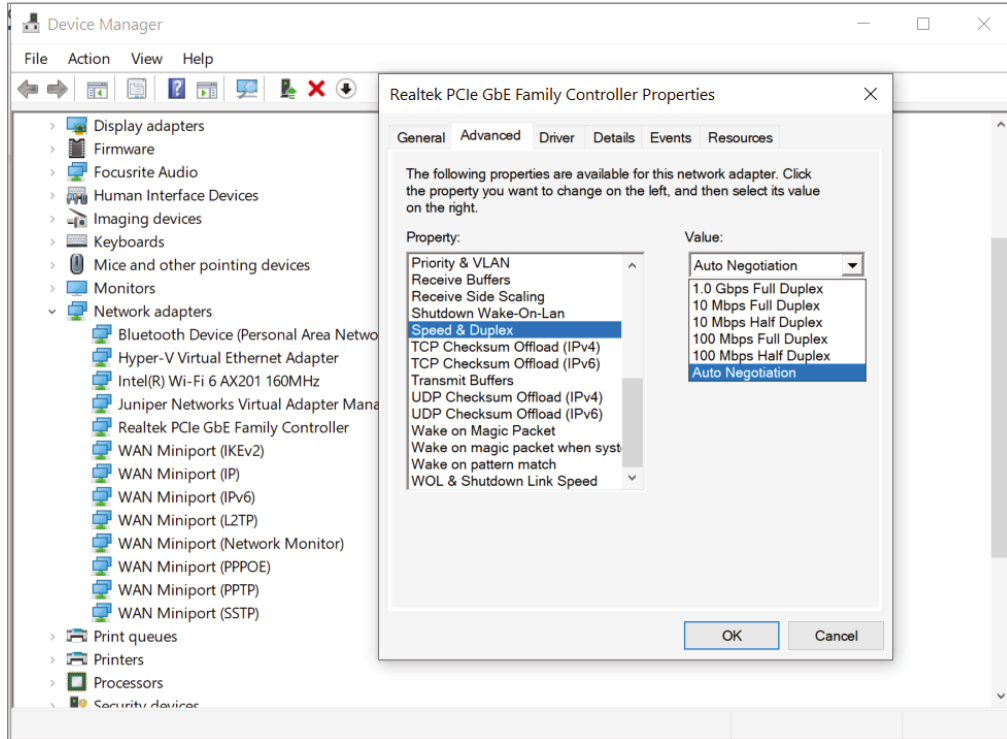 Device Manager
File Action View Help
Display adapters
Firmware
Focusrite Audio
Human Interface Devices
Imaging devices
Keyboards
Mice and other pointing devices
Monitors
Network adapters
Bluetooth Device (Personal Area Netwo
Hyper-V Virtual Ethernet Adapter
Intel(R) Wi-Fi 6 AX201 160MHz
Juniper Networks Virtual Adapter Mana
Realtek PCIe GbE Family Controller
WAN Miniport (IKEv2)
WAN Miniport (IP)
WAN Miniport (IPv6)
WAN Miniport (L2TP)
WAN Miniport (Network Monitor)
WAN Miniport (PPPOE)
WAN Miniport (PPTP)
WAN Miniport (SSTP)
Print queues
Printers
Processors
Security devices
Realtek PCIe GbE Family Controller Properties
General Advanced Driver Details Events Resources
The following properties are available for this network adapter. Click
the property you want to change on the left, and then select its value
on the right.
Property:
Priority & VLAN
Receive Buffers
Receive Side Scaling
Shutdown Wake-On-Lan
Speed & Duplex
TCP Checksum Offload (IPv4)
TCP Checksum Offload (IPv6)
Transmit Buffers
UDP Checksum Offload (IPv4)
UDP Checksum Offload (IPv6)
Wake on Magic Packet
Wake on magic packet when syst
Wake on pattern match
WOL & Shutdown Link Speed
Value:
Auto Negotiation
1.0 Gbps Full Duplex
10 Mbps Full Duplex
10 Mbps Half Duplex
100 Mbps Full Duplex
100 Mbps Half Duplex
Auto Negotiation
OK Cancel